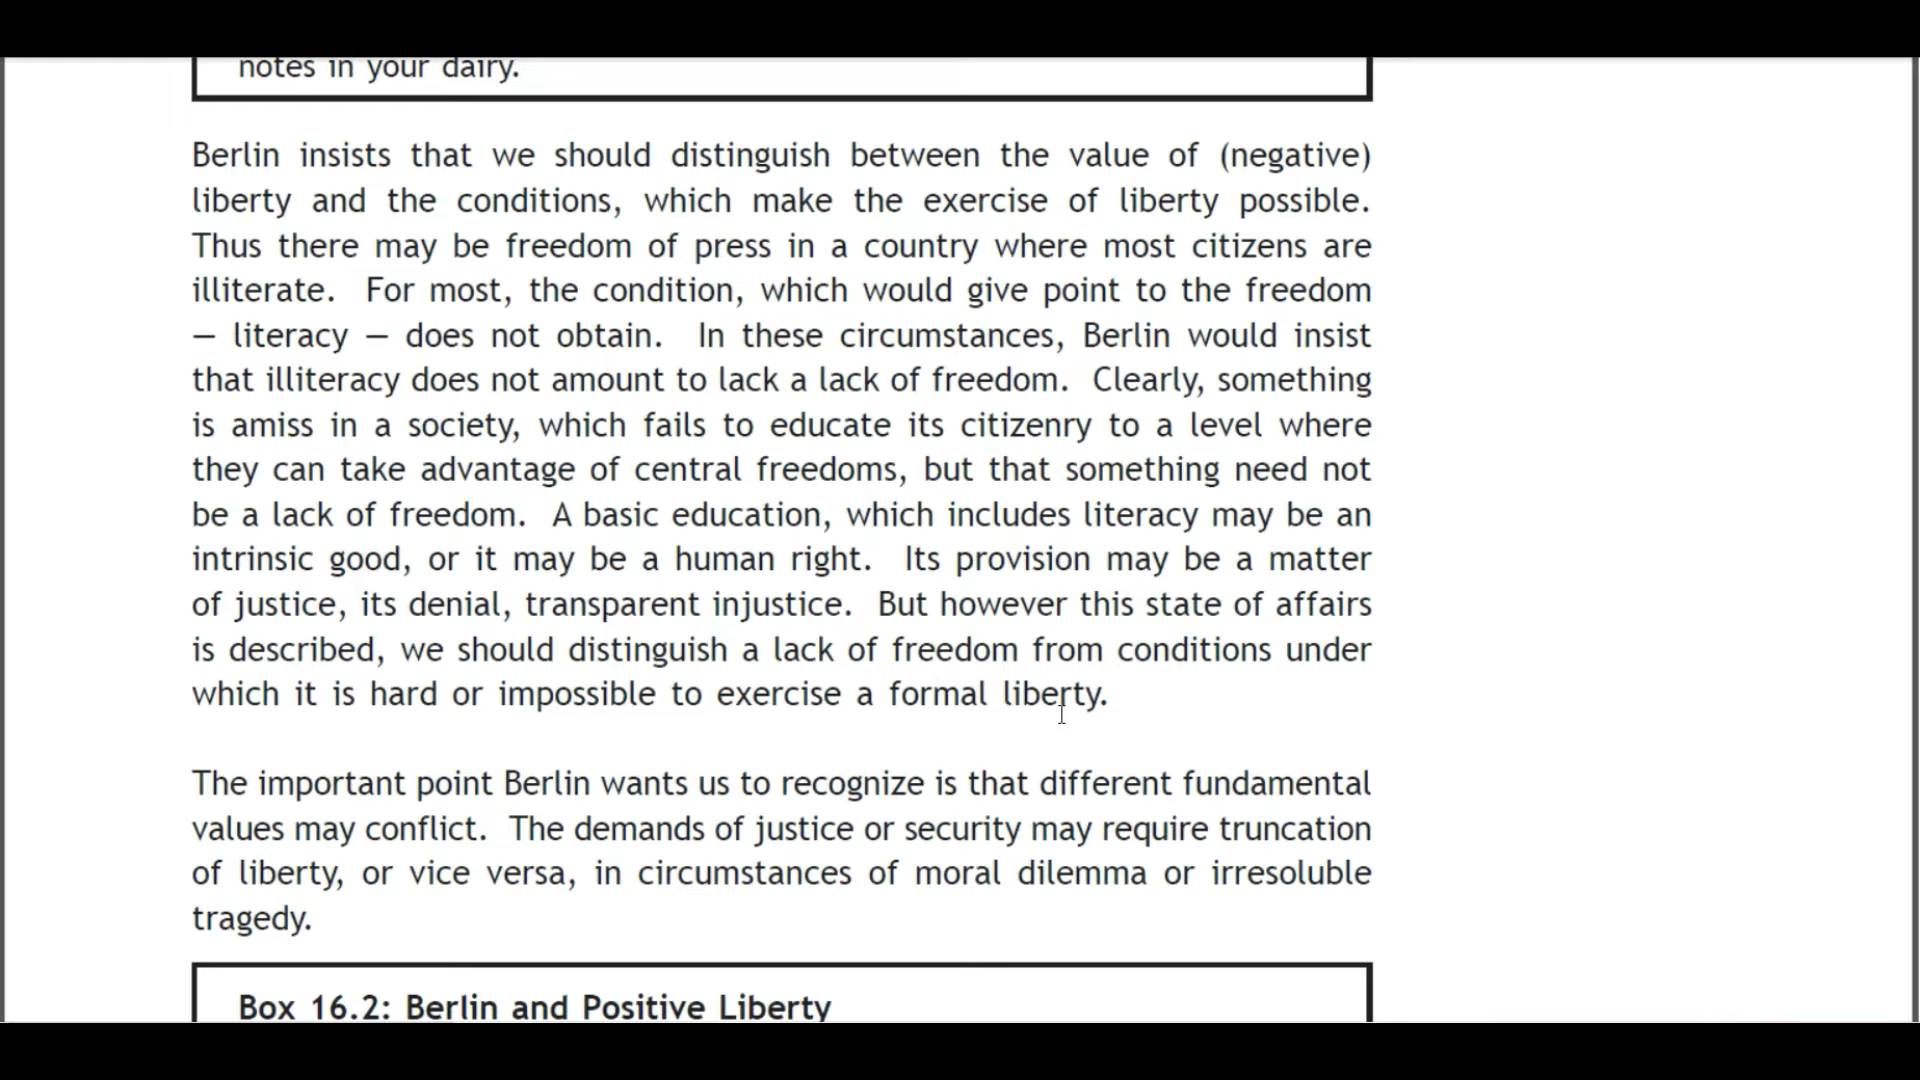 notes in your dairy.
Berlin insists that we should distinguish between the value of (negative)
liberty and the conditions, which make the exercise of liberty possible.
Thus there may be freedom of press in a country where most citizens are
illiterate. For most, the condition, which would give point to the freedom
— literacy — does not obtain. In these circumstances, Berlin would insist
that illiteracy does not amount to lack a lack of freedom. Clearly, something
is amiss in a society, which fails to educate its citizenry to a level where
they can take advantage of central freedoms, but that something need not
be a lack of freedom. A basic education, which includes literacy may be an
intrinsic good, or it may be a human right. Its provision may be a matter
of justice, its denial, transparent injustice. But however this state of affairs
is described, we should distinguish a lack of freedom from conditions under
which it is hard or impossible to exercise a formal liberty.
The important point Berlin wants us to recognize is that different fundamental
values may conflict. The demands of justice or security may require truncation
of liberty, or vice versa, in circumstances of moral dilemma or irresoluble
tragedy.
Box 16.2: Berlin and Positive Liberty